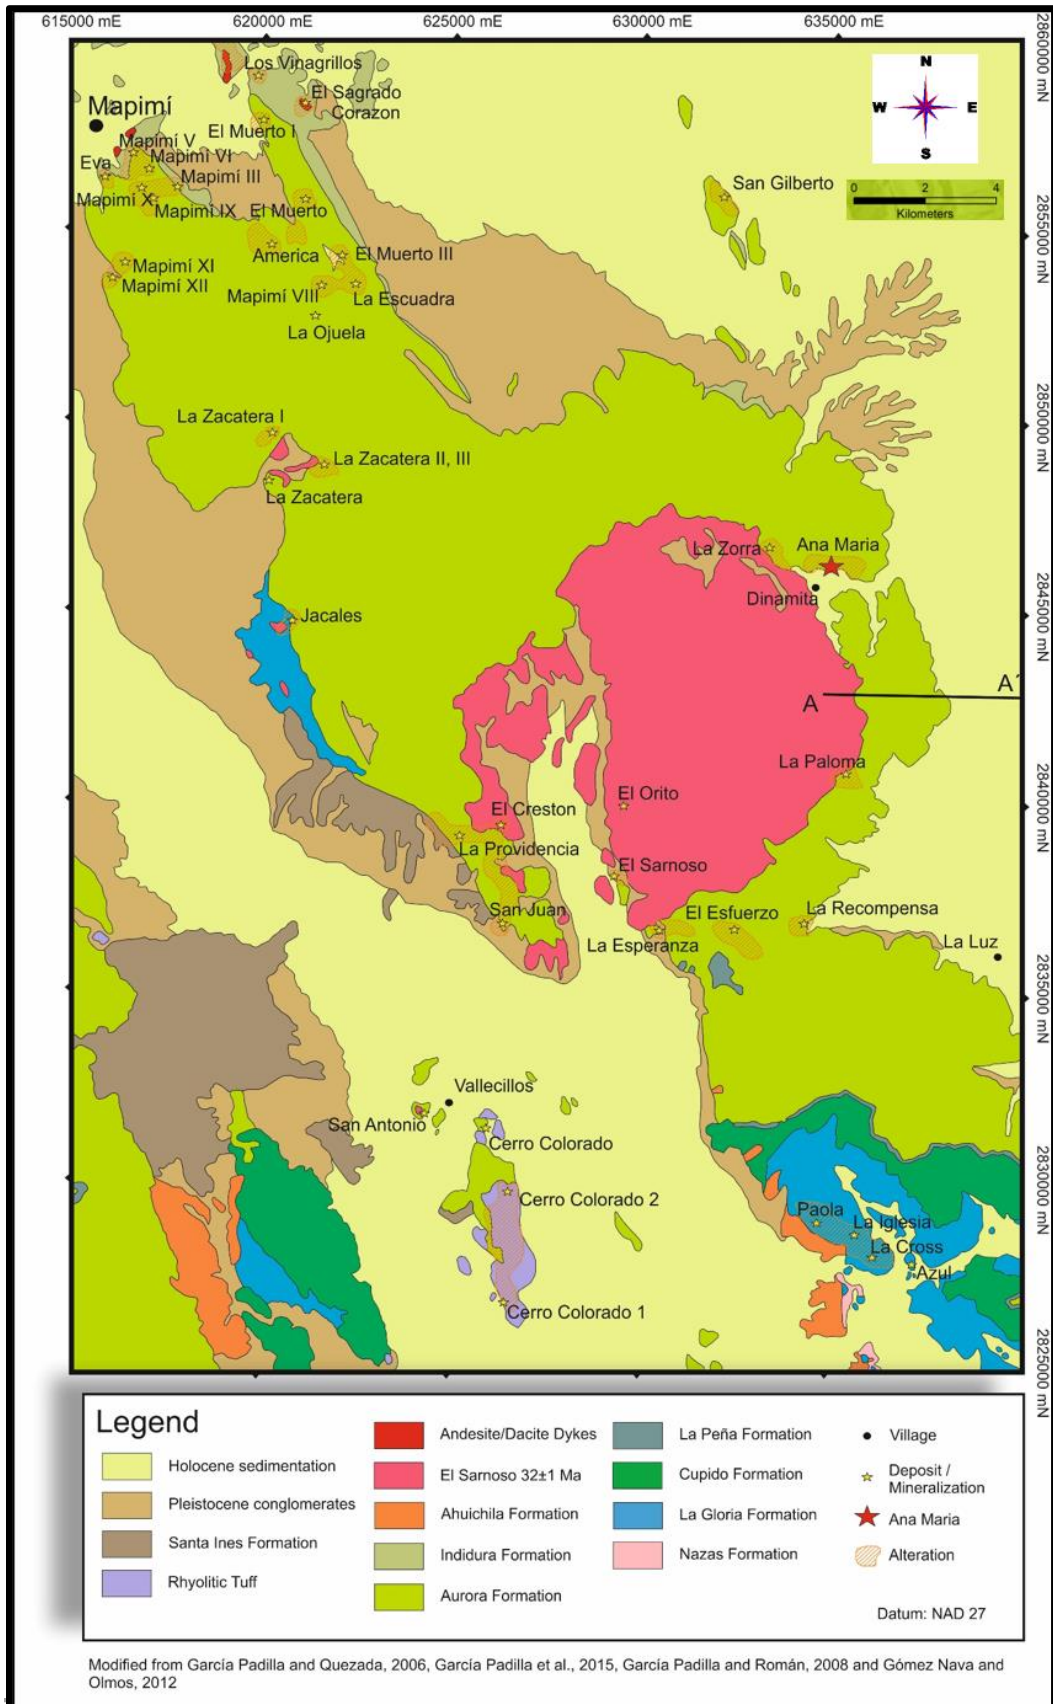 615000 mE
620000 mE
625000 mE
630000 mE
635000 mE
2860000 mN
2855000 mN
2850000 mN
2845000 mN
2840000 mN
2835000 mN
2830000 mN
2825000 mN
N
W E
S
0 2 4
Kilometers
Los Vinagrillos
El Sagrado
Corazon
Mapimí
El Muerto I
Mapimí V
Mapimí VI
Eva
Mapimí III
Mapimí X
Mapimí IX
El Muerto
San Gilberto
America
El Muerto III
Mapimí XI
Mapimí XII
Mapimí VIII
La Escuadra
La Ojuela
La Zacatera I
La Zacatera II, III
La Zacatera
La Zorra
Ana Maria
Dinamita
Jacales
A
A´
La Paloma
El Orito
El Creston
La Providencia
El Sarnoso
San Juan
El Esfuerzo
La Recompensa
La Esperanza
La Luz
Vallecillos
San Antonio
Cerro Colorado
Cerro Colorado 2
Paola
La Iglesia
La Cross
Azul
Cerro Colorado 1
Legend
Holocene sedimentation
Pleistocene conglomerates
Santa Ines Formation
Rhyolitic Tuff
Andesite/Dacite Dykes
El Sarnoso 32±1 Ma
Ahuichila Formation
Indidura Formation
Aurora Formation
La Peña Formation
Cupido Formation
La Gloria Formation
Nazas Formation
Village
Deposit /
Mineralization
Ana Maria
Alteration
Datum: NAD 27
Modified from García Padilla and Quezada, 2006, García Padilla et al., 2015, García Padilla and Román, 2008 and Gómez Nava and
Olmos, 2012